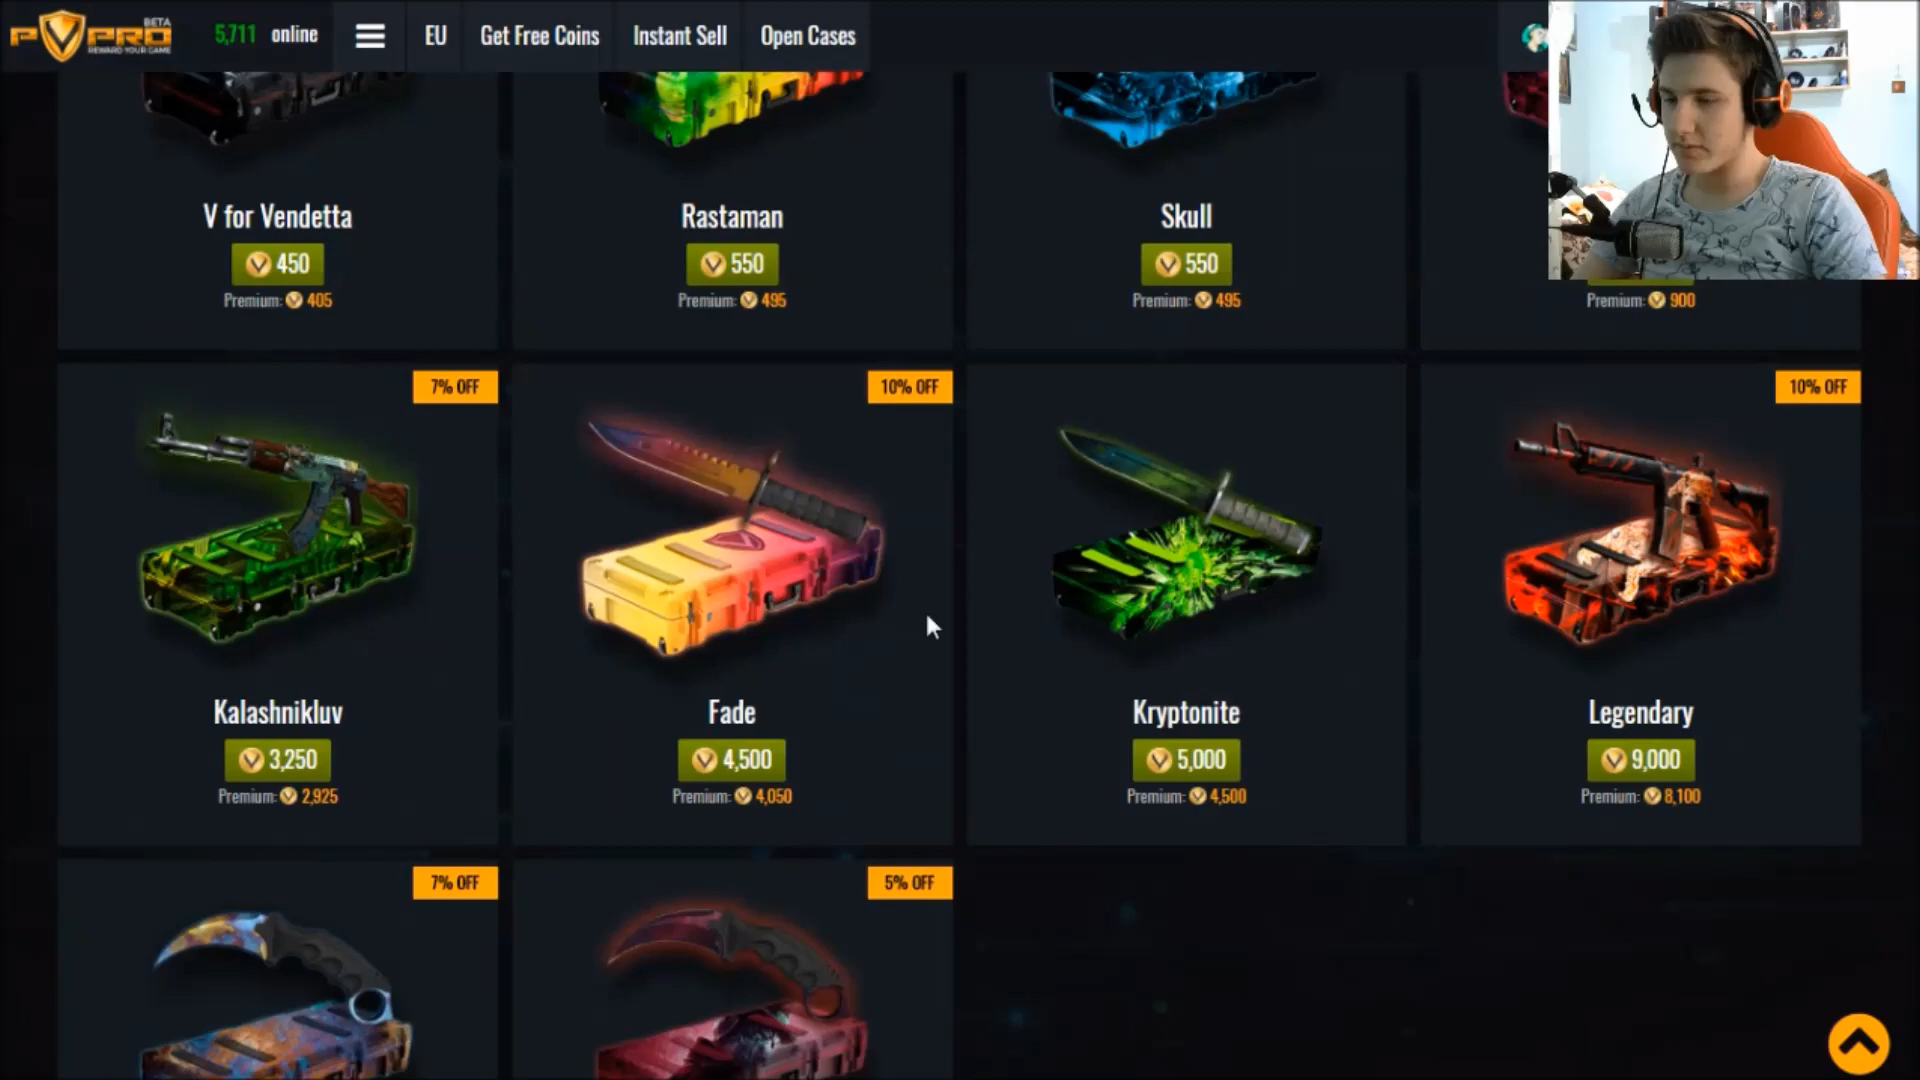 PVPRO
BETA
REWARD YOUR GAME
5,711 online
EU
Get Free Coins
Instant Sell
Open Cases
V for Vendetta
450
Premium: 405
Rastaman
550
Premium: 495
Skull
550
Premium: 495
Premium: 900
7% OFF
Kalashnikluv
3,250
Premium: 2,925
10% OFF
Fade
4,500
Premium: 4,050
Kryptonite
5,000
Premium: 4,500
10% OFF
Legendary
9,000
Premium: 8,100
7% OFF
5% OFF